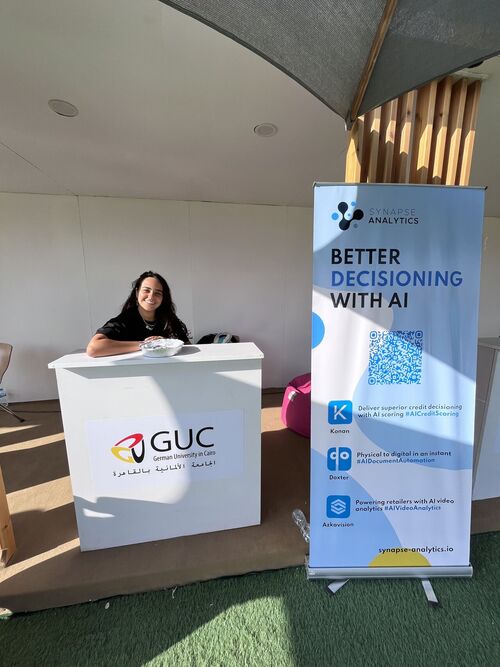 GUC
German University in Cairo
الجامعة الألمانية بالقاهرة
SYNAPSE
ANALYTICS
BETTER
DECISIONING
WITH AI
K
Konan
Deliver superior credit decisioning
with AI scoring #AICreditScoring
Doxter
Physical to digital in an instant
#AIDocumentAutomation
Azkavision
Powering retailers with AI video
analytics #AIVideoAnalytics
synapse-analytics.io